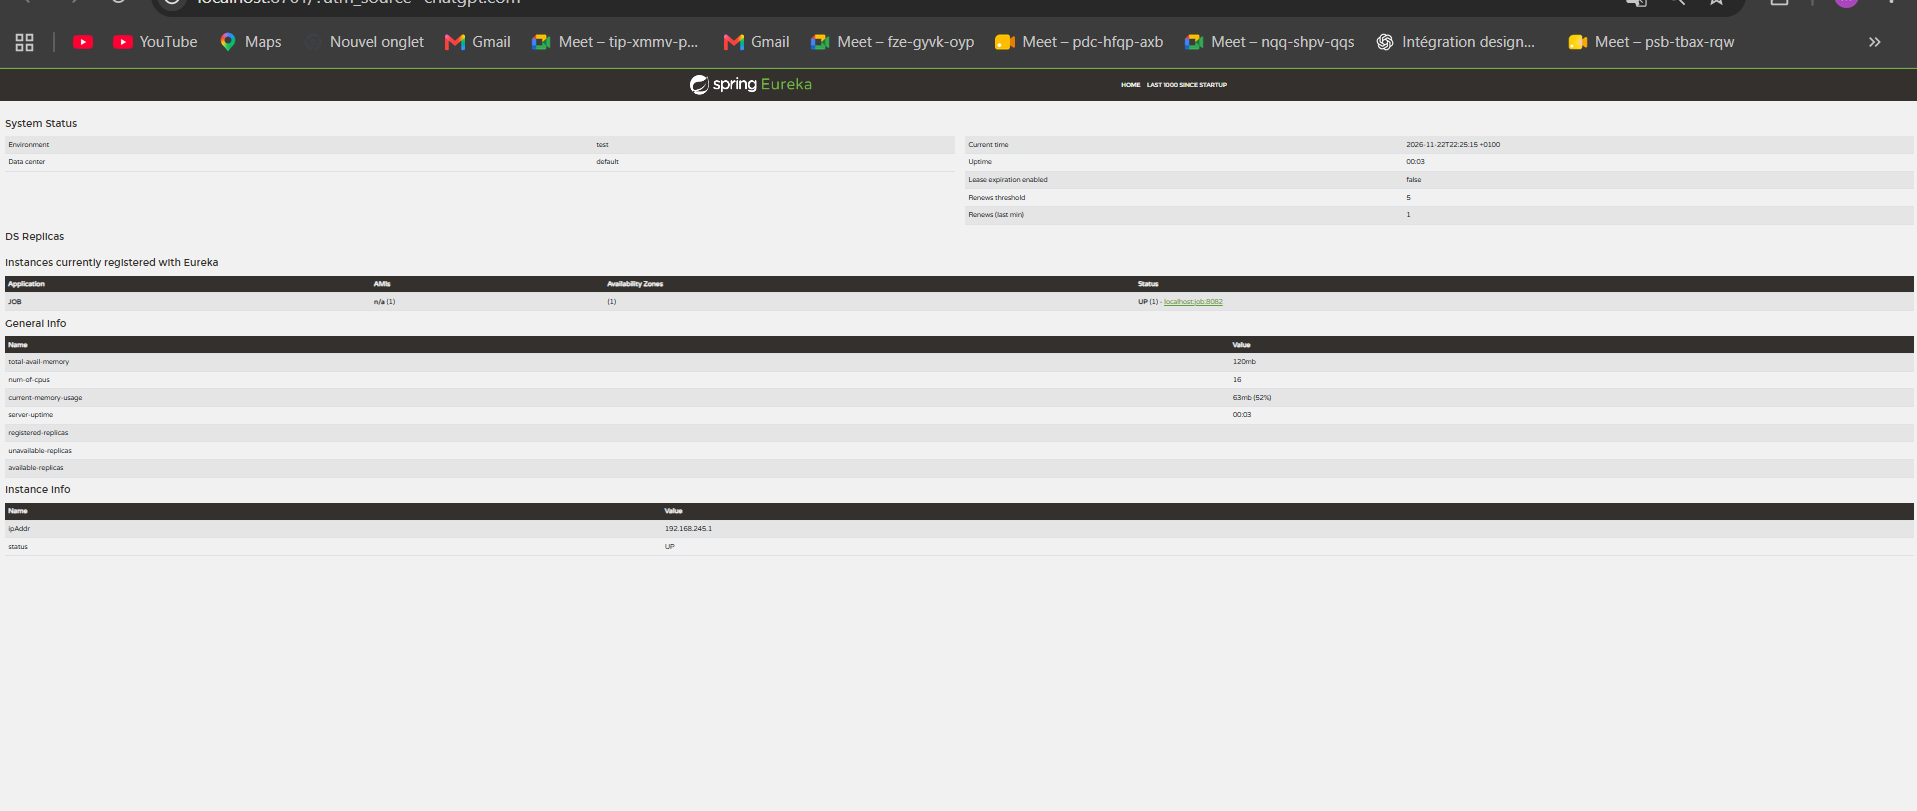 YouTube Maps Nouvel onglet Gmail Meet – tip-xmmv-p... Gmail Meet – fze-gyvk-oyp Meet – pdc-hfqp-axb Meet – nqq-shpv-qqs Intégration design... Meet – psb-tbax-rqw »
spring Eureka HOME LAST 1000 SINCE STARTUP
System Status
Environment test Current time 2026-11-22T22:25:15 +0100
Data center default Uptime 00:03
Lease expiration enabled false
Renews threshold 5
Renews (last min) 1
DS Replicas
Instances currently registered with Eureka
Application AMIs Availability Zones Status
JOB n/a (1) (1) UP (1) - localhost:job:8082
General Info
Name Value
total-avail-memory 120mb
num-of-cpus 16
current-memory-usage 63mb (52%)
server-uptime 00:03
registered-replicas
unavailable-replicas
available-replicas
Instance Info
Name Value
ipAddr 192.168.245.1
status UP